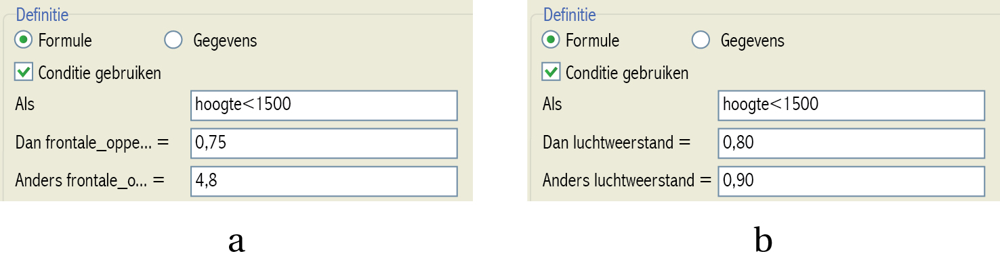 Definitie
Formule Gegevens
Conditie gebruiken
Als hoogte<1500
Dan frontale_oppe... = 0,75
Anders frontale_o... = 4,8
a
Definitie
Formule Gegevens
Conditie gebruiken
Als hoogte<1500
Dan luchtweerstand = 0,80
Anders luchtweerstand = 0,90
b